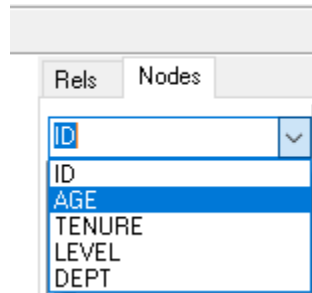 Rels Nodes
ID
ID
AGE
TENURE
LEVEL
DEPT